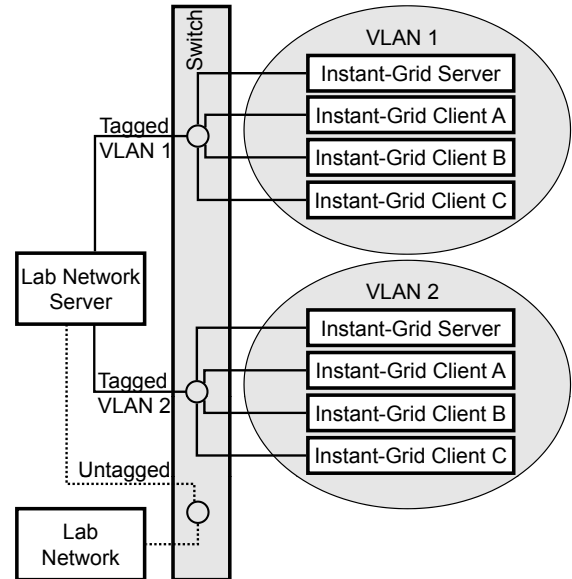 Switch
VLAN 1
Instant-Grid Server
Instant-Grid Client A
Instant-Grid Client B
Instant-Grid Client C
Tagged
VLAN 1
Lab Network
Server
VLAN 2
Instant-Grid Server
Instant-Grid Client A
Instant-Grid Client B
Instant-Grid Client C
Tagged
VLAN 2
Untagged
Lab
Network